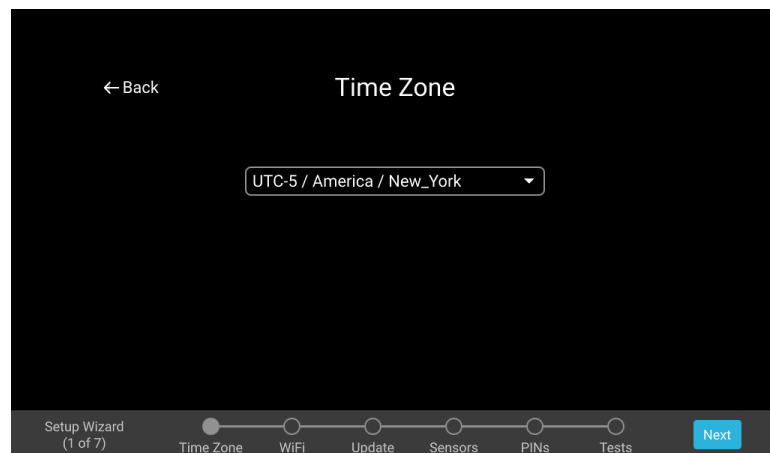 Back
Time Zone
UTC-5 / America / New_York
Setup Wizard
(1 of 7)
Time Zone
WiFi
Update
Sensors
PINs
Tests
Next